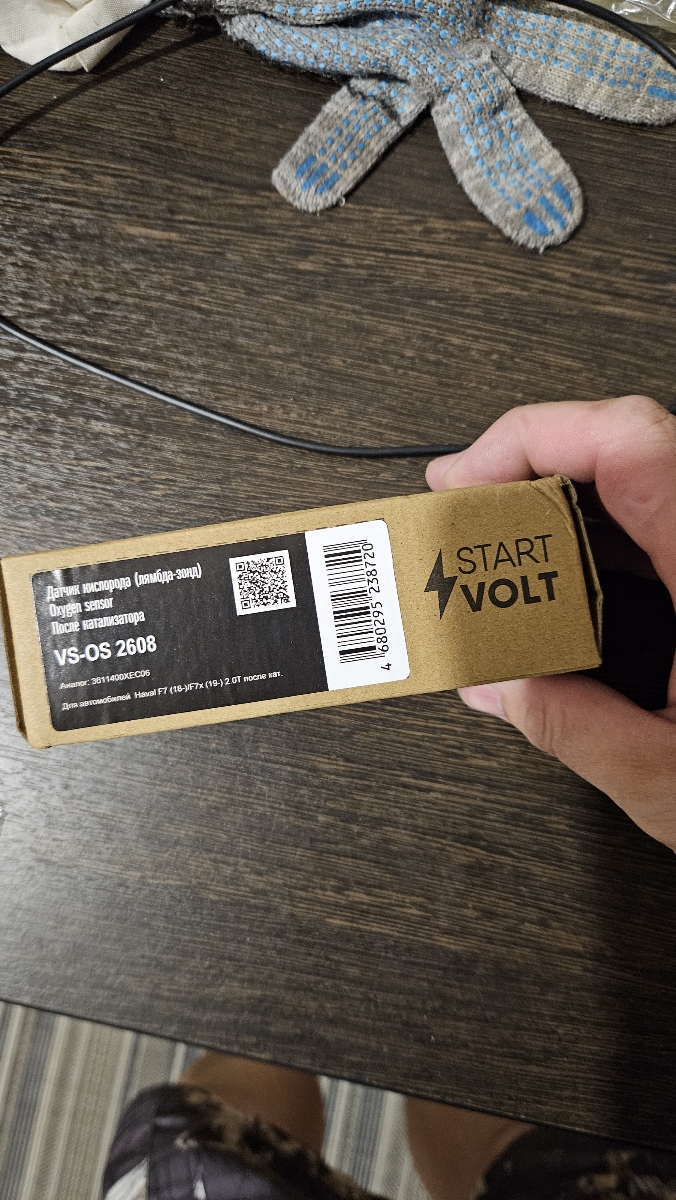 Датчик кислорода (лямбда-зонд)
Oxygen sensor
После катализатора
VS-OS 2608
Аналог: 3611400XEC06
Для автомобилей Haval F7 (18-)/F7x (19-) 2.0T после кат.
4 680295 238720
START
VOLT